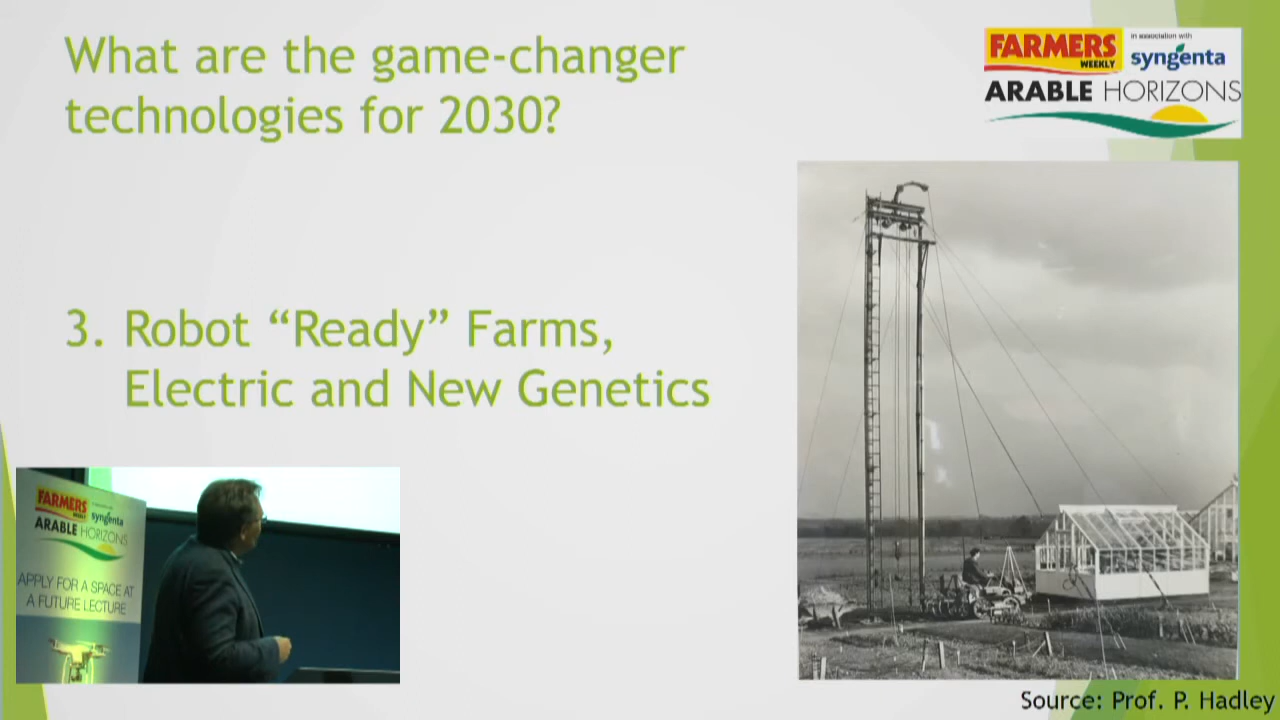 What are the game-changer
technologies for 2030?
FARMERS
WEEKLY
in association with
syngenta
ARABLE HORIZONS
3. Robot “Ready” Farms,
Electric and New Genetics
FARMERS
WEEKLY
syngenta
ARABLE HORIZONS
APPLY FOR A SPACE AT
A FUTURE LECTURE
Source: Prof. P. Hadley